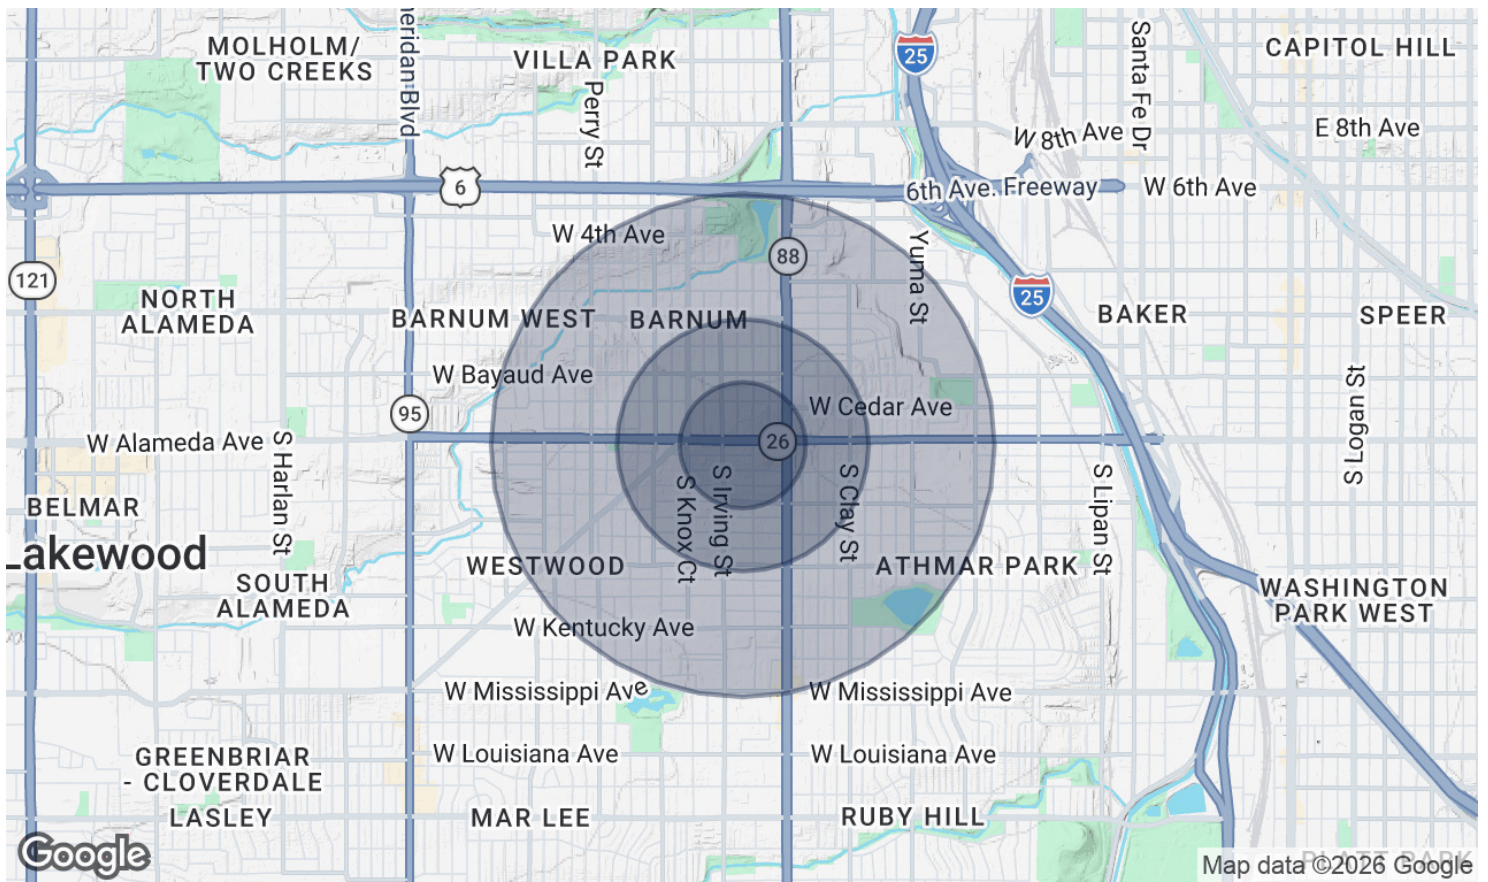 MOLHOLM/
TWO CREEKS
eridan Blvd
VILLA PARK
Perry St
25
Santa Fe Dr
CAPITOL HILL
W 8th Ave
E 8th Ave
6
6th Ave. Freeway
W 6th Ave
W 4th Ave
88
Yuma St
121
NORTH
ALAMEDA
BARNUM WEST
BARNUM
25
BAKER
SPEER
W Bayaud Ave
95
W Cedar Ave
W Alameda Ave
26
S Harlan St
S Knox Ct
S Irving St
S Clay St
S Lipan St
S Logan St
BELMAR
Lakewood
SOUTH
ALAMEDA
WESTWOOD
ATHMAR PARK
WASHINGTON
PARK WEST
W Kentucky Ave
W Mississippi Ave
W Mississippi Ave
W Louisiana Ave
W Louisiana Ave
GREENBRIAR
- CLOVERDALE
LASLEY
MAR LEE
RUBY HILL
PLATT PARK
Google
Map data ©2026 Google